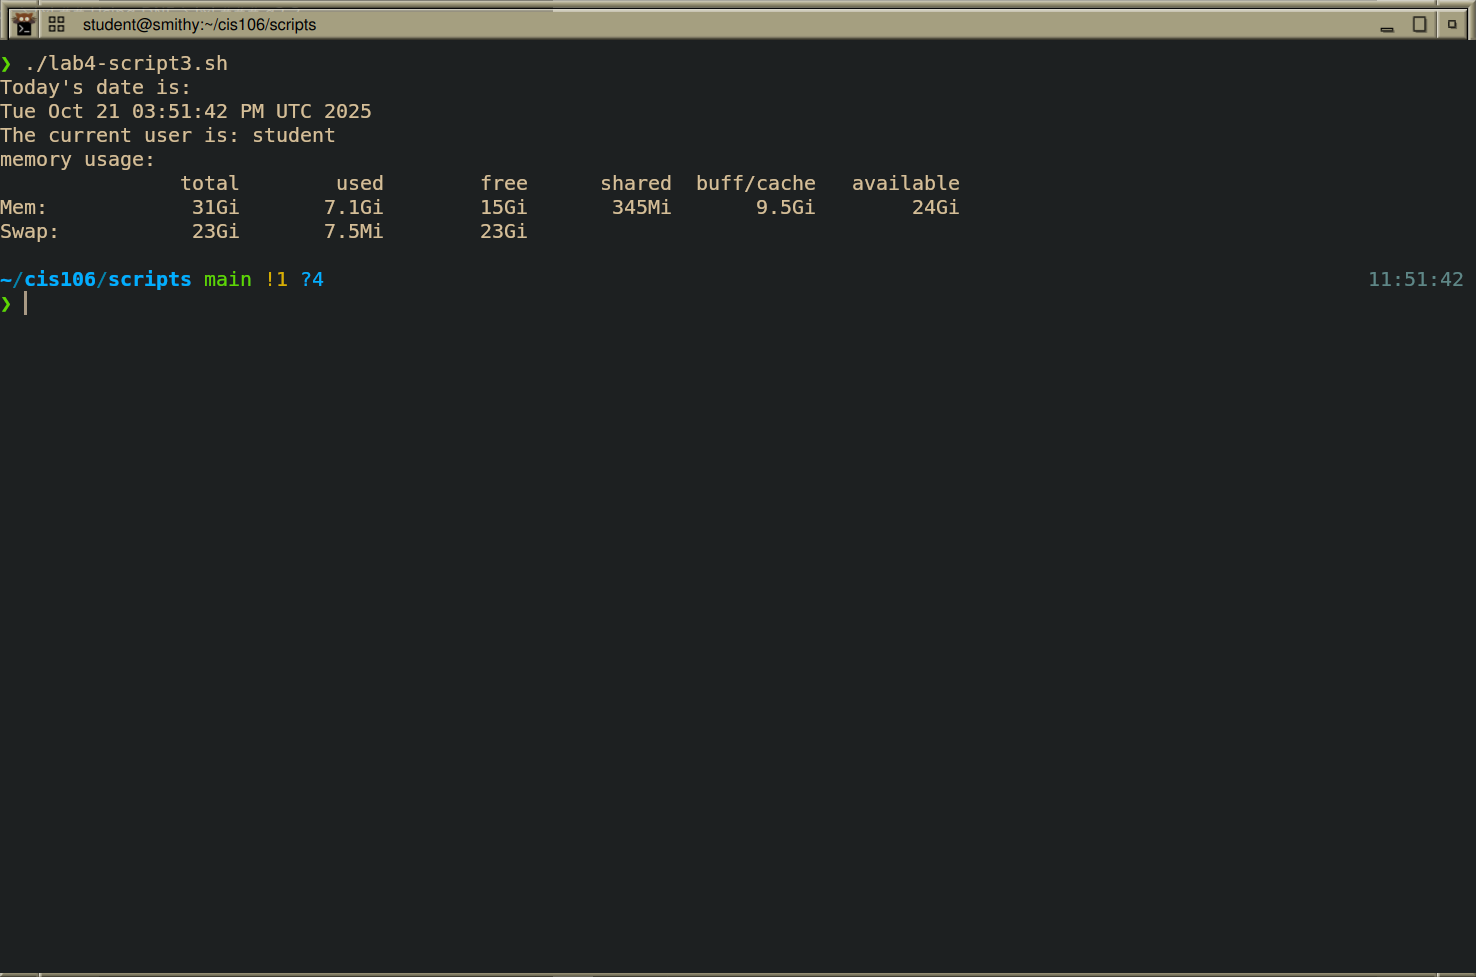 student@smithy:~/cis106/scripts
❯ ./lab4-script3.sh
Today's date is:
Tue Oct 21 03:51:42 PM UTC 2025
The current user is: student
memory usage:
               total        used        free      shared  buff/cache   available
Mem:            31Gi       7.1Gi        15Gi       345Mi       9.5Gi        24Gi
Swap:           23Gi       7.5Mi        23Gi
~/cis106/scripts main !1 ?4 11:51:42
❯